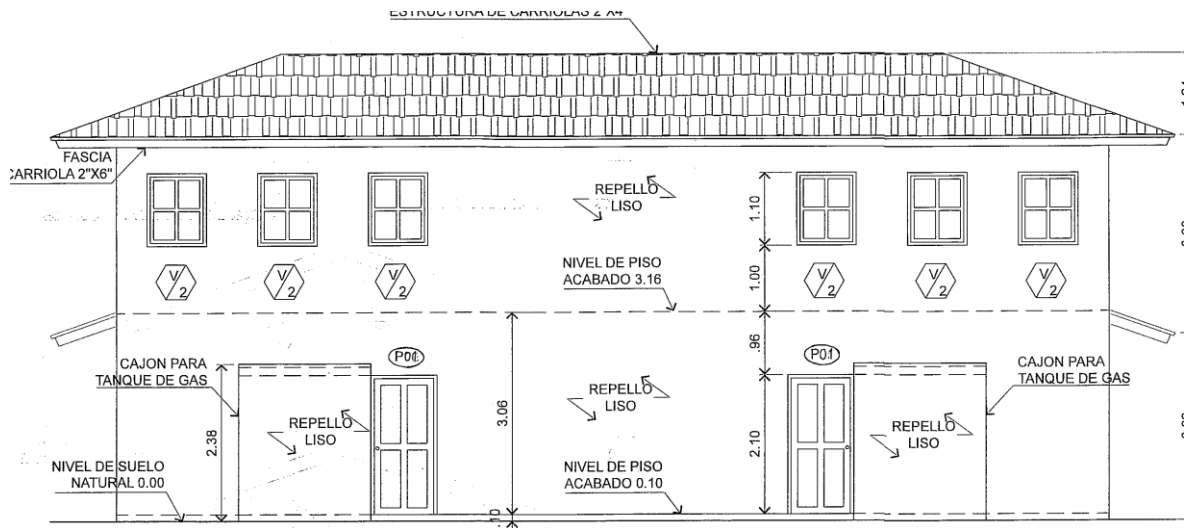 ESTRUCTURA DE CARRIOLAS 2"X4"
FASCIA
CARRIOLA 2"X6"
REPELLO
LISO
1.10
NIVEL DE PISO
ACABADO 3.16
1.00
V
2
V
2
V
2
V
2
V
2
V
2
CAJON PARA
TANQUE DE GAS
P01
.96
CAJON PARA
TANQUE DE GAS
REPELLO
LISO
3.06
REPELLO
LISO
REPELLO
LISO
2.38
2.10
NIVEL DE SUELO
NATURAL 0.00
NIVEL DE PISO
ACABADO 0.10
.10